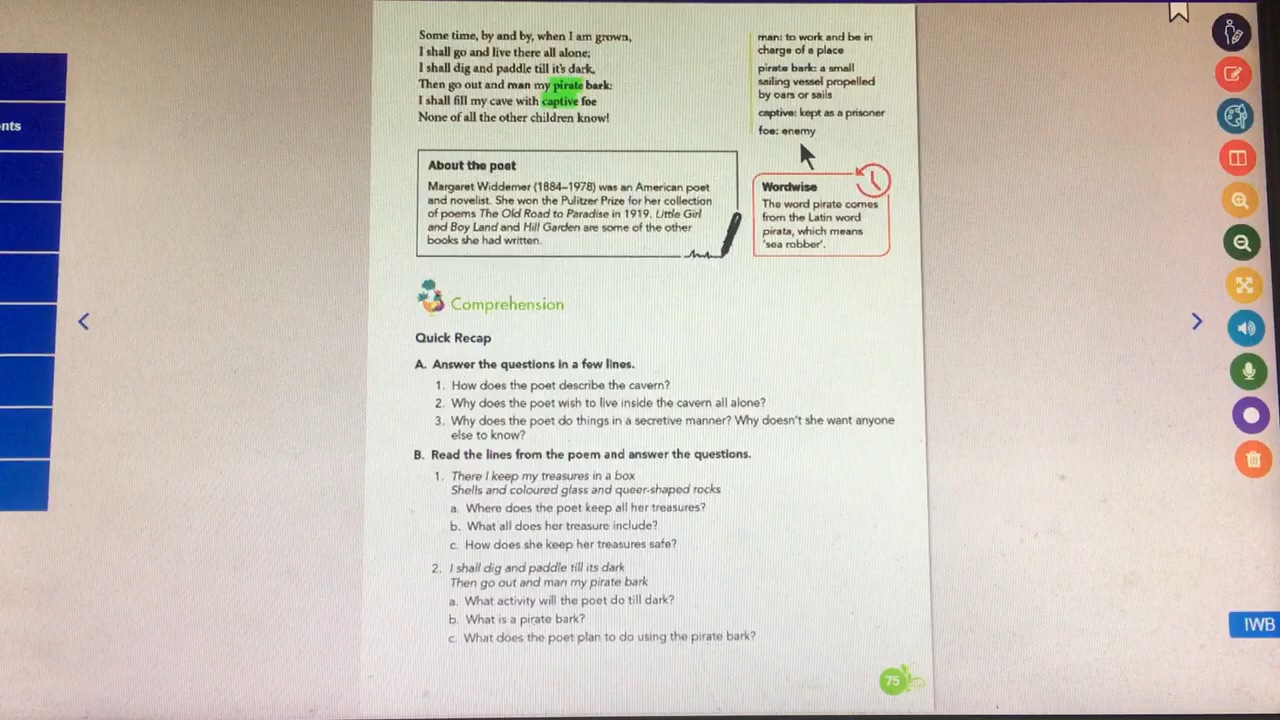 Some time, by and by, when I am grown,
I shall go and live there all alone;
I shall dig and paddle till it's dark,
Then go out and man my pirate bark:
I shall fill my cave with captive foe
None of all the other children know!
man: to work and be in
charge of a place
pirate bark: a small
sailing vessel propelled
by oars or sails
captive: kept as a prisoner
foe: enemy
nts
About the poet
Margaret Widdemer (1884–1978) was an American poet
and novelist. She won the Pulitzer Prize for her collection
of poems The Old Road to Paradise in 1919. Little Girl
and Boy Land and Hill Garden are some of the other
books she had written.
Wordwise
The word pirate comes
from the Latin word
pirata, which means
'sea robber'.
Comprehension
Quick Recap
A. Answer the questions in a few lines.
1. How does the poet describe the cavern?
2. Why does the poet wish to live inside the cavern all alone?
3. Why does the poet do things in a secretive manner? Why doesn't she want anyone
else to know?
B. Read the lines from the poem and answer the questions.
1. There I keep my treasures in a box
Shells and coloured glass and queer-shaped rocks
a. Where does the poet keep all her treasures?
b. What all does her treasure include?
c. How does she keep her treasures safe?
2. I shall dig and paddle till its dark
Then go out and man my pirate bark
a. What activity will the poet do till dark?
b. What is a pirate bark?
c. What does the poet plan to do using the pirate bark?
IWB
75